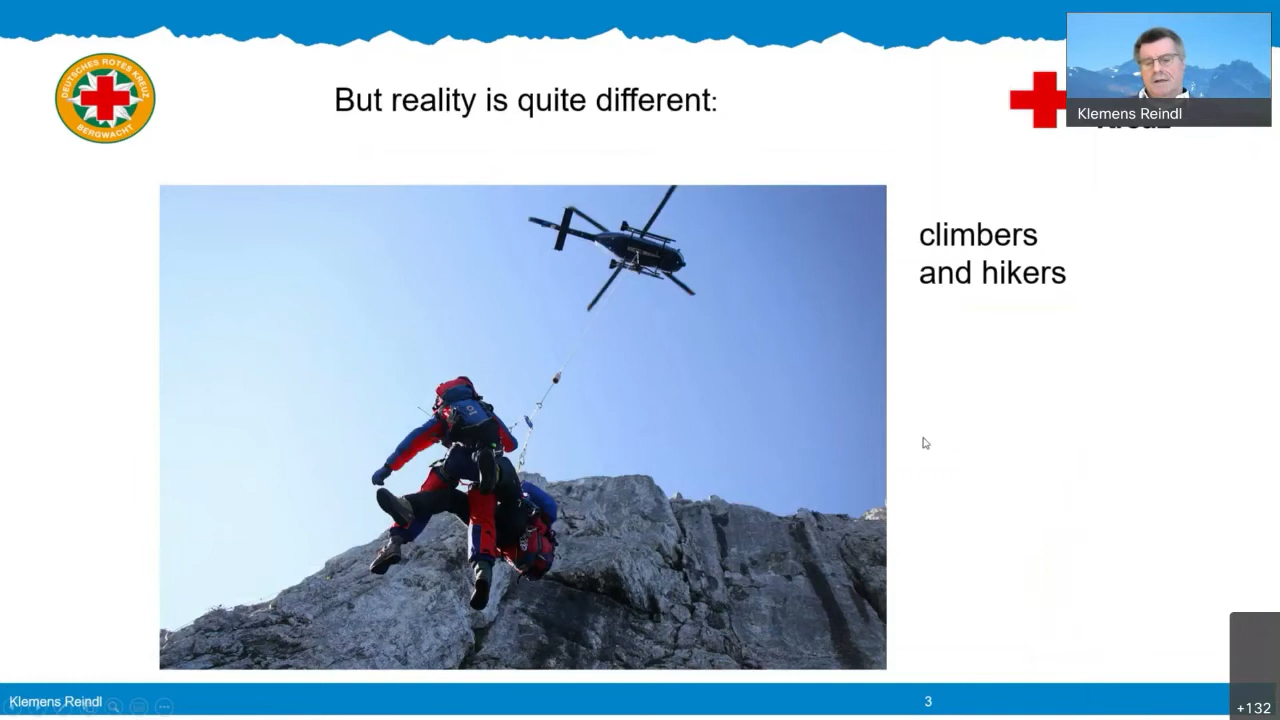 DEUTSCHES ROTES KREUZ
BERGWACHT
But reality is quite different:
Klemens Reindl
climbers
and hikers
Klemens Reindl
3
+132